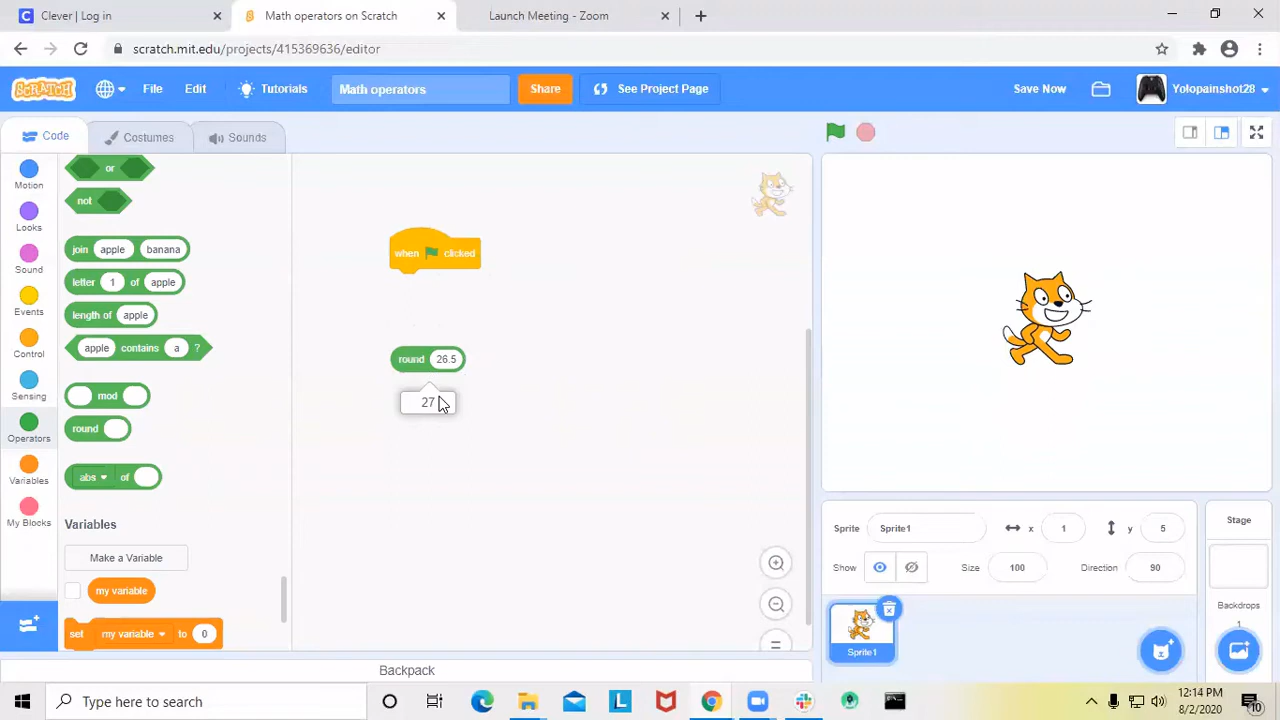 Clever | Log in
Math operators on Scratch
Launch Meeting - Zoom
scratch.mit.edu/projects/415369636/editor
SCRATCH
File
Edit
Tutorials
Math operators
Share
See Project Page
Save Now
Yolopainshot28
Code
Costumes
Sounds
Motion
Looks
Sound
Events
Control
Sensing
Operators
Variables
My Blocks
or
not
join apple banana
letter 1 of apple
length of apple
apple contains a ?
mod
round
abs of
Variables
Make a Variable
my variable
set my variable to 0
when clicked
round 26.5
27
Backpack
Sprite Sprite1 x 1 y 5
Show Size 100 Direction 90
Sprite1
Stage
Backdrops
1
Type here to search
L
12:14 PM
8/2/2020
10